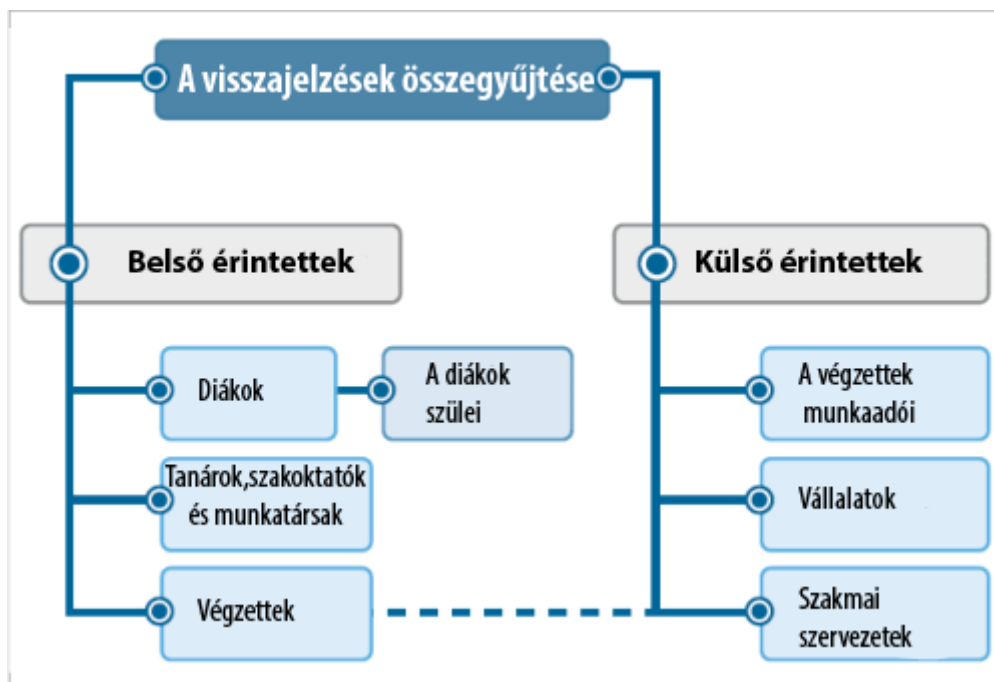 A visszajelzések összegyűjtése
Belső érintettek
Külső érintettek
Diákok
A diákok
szülei
A végzettek
munkaadói
Tanárok,szakoktatók
és munkatársak
Vállalatok
Végzettek
Szakmai
szervezetek